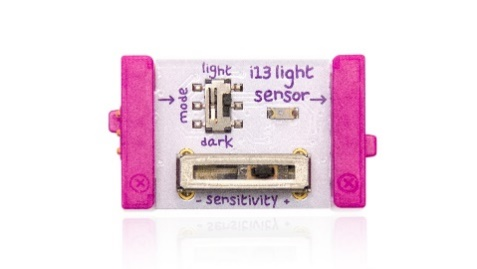 light
mode
i13 light
sensor
dark
- sensitivity +